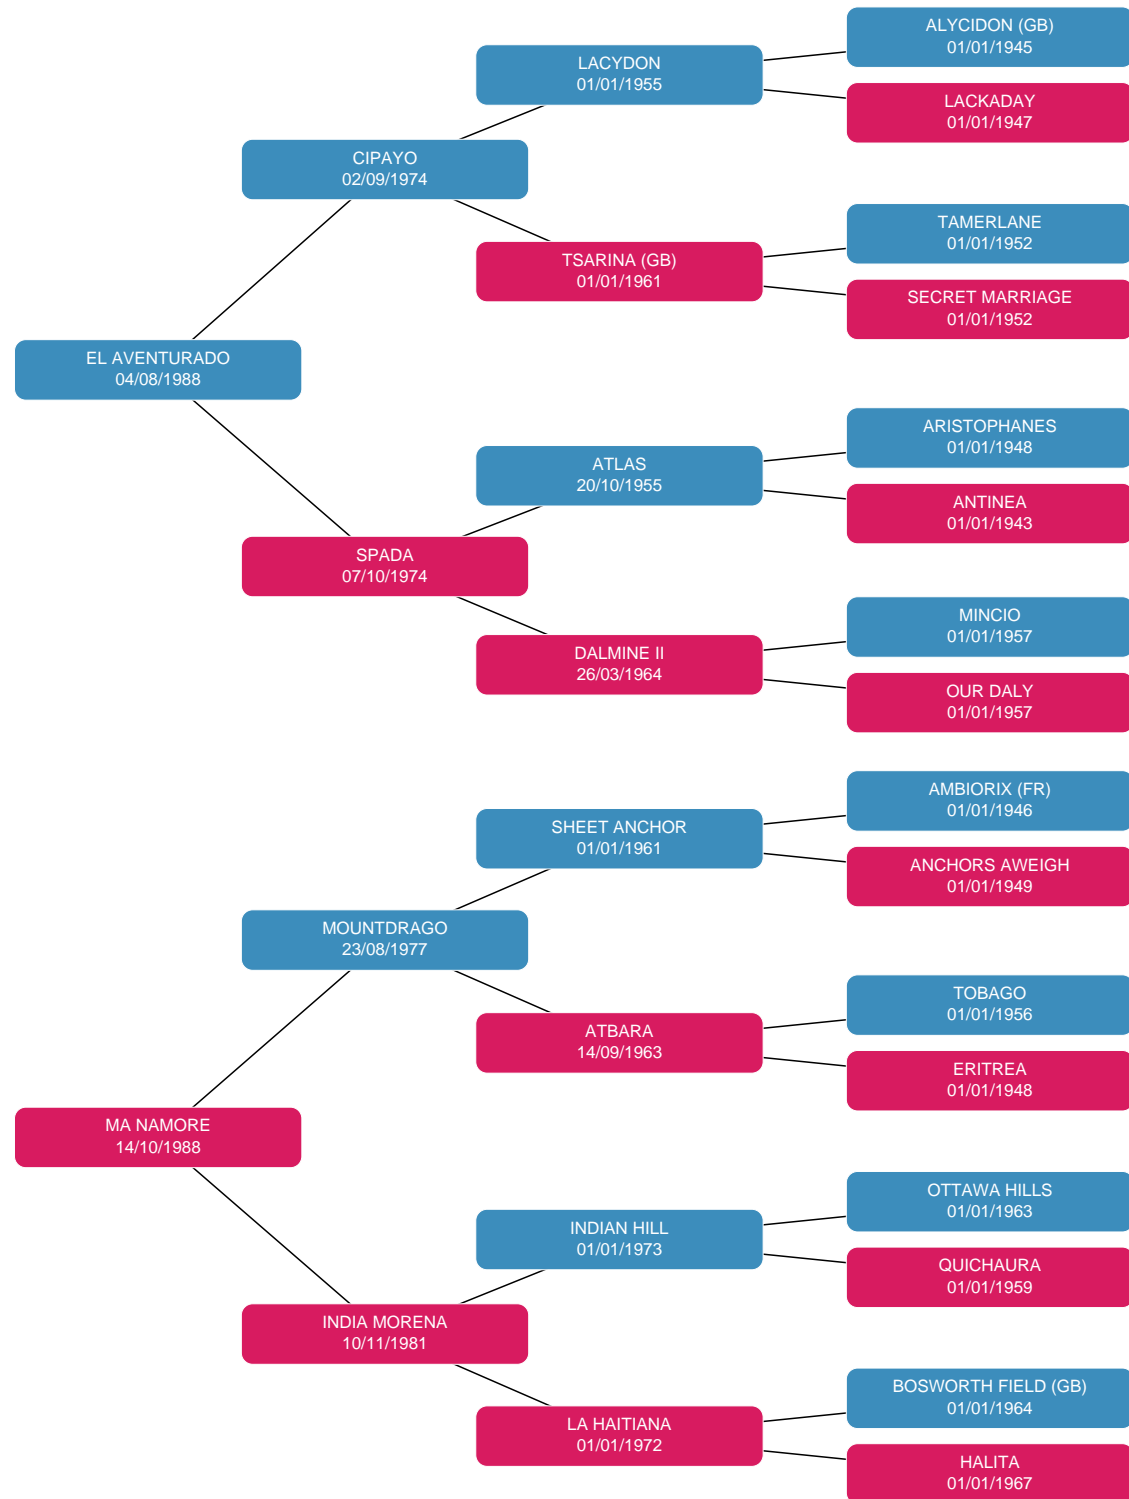 ALYCIDON (GB)
01/01/1945
LACYDON
01/01/1955
LACKADAY
01/01/1947
CIPAYO
02/09/1974
TAMERLANE
01/01/1952
TSARINA (GB)
01/01/1961
SECRET MARRIAGE
01/01/1952
EL AVENTURADO
04/08/1988
ARISTOPHANES
01/01/1948
ATLAS
20/10/1955
ANTINEA
01/01/1943
SPADA
07/10/1974
MINCIO
01/01/1957
DALMINE II
26/03/1964
OUR DALY
01/01/1957
AMBIORIX (FR)
01/01/1946
SHEET ANCHOR
01/01/1961
ANCHORS AWEIGH
01/01/1949
MOUNTDRAGO
23/08/1977
TOBAGO
01/01/1956
ATBARA
14/09/1963
ERITREA
01/01/1948
MA NAMORE
14/10/1988
OTTAWA HILLS
01/01/1963
INDIAN HILL
01/01/1973
QUICHAURA
01/01/1959
INDIA MORENA
10/11/1981
BOSWORTH FIELD (GB)
01/01/1964
LA HAITIANA
01/01/1972
HALITA
01/01/1967